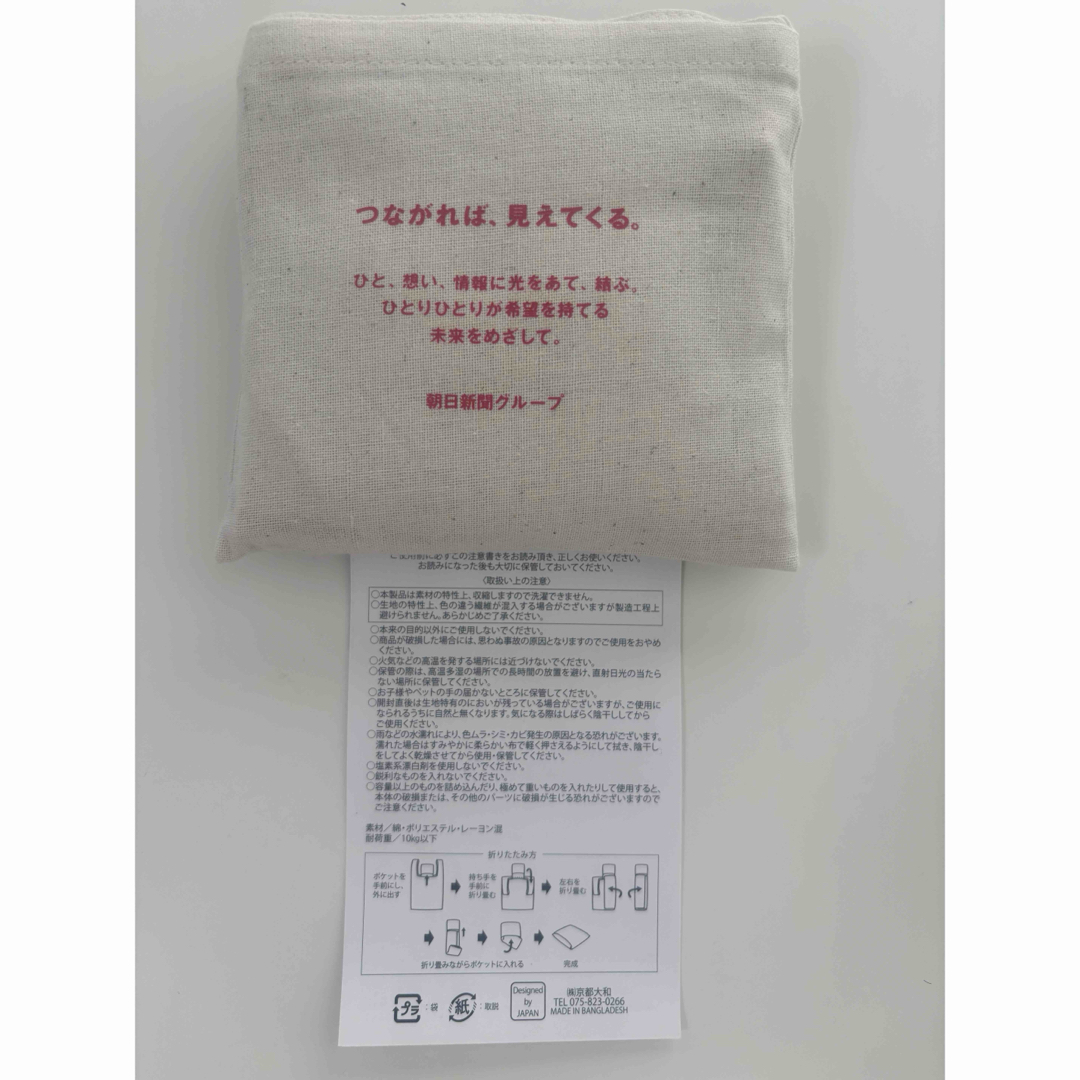 つながれば、見えてくる。
ひと、想い、情報に光をあて、結ぶ。
ひとりひとりが希望を持てる
未来をめざして。
朝日新聞グループ
ご使用前に必ずこの注意書きをお読み頂き、正しくお使いください。
お読みになった後も大切に保管しておいてください。
〈取扱い上の注意〉
○本製品は素材の特性上、収縮しますので洗濯できません。
○生地の特性上、色の違う繊維が混入する場合がございますが製造工程上
避けられません。あらかじめご了承ください。
○本来の目的以外にご使用しないでください。
○商品が破損した場合には、思わぬ事故の原因となりますのでご使用をおやめ
ください。
○火気などの高温を発する場所には近づけないでください。
○保管の際は、高温多湿の場所での長時間の放置を避け、直射日光の当たら
ない場所に保管してください。
○お子様やペットの手の届かないところに保管してください。
○開封直後は生地特有のにおいが残っている場合がございますが、ご使用に
なられるうちに自然と無くなります。気になる際はしばらく陰干ししてから
ご使用ください。
○雨などの水濡れにより、色ムラ・シミ・カビ発生の原因となる恐れがございます。
濡れた場合はすみやかに柔らかい布で軽く押さえるようにして拭き、陰干し
をしてよく乾燥させてから使用・保管してください。
○塩素系漂白剤を使用しないでください。
○鋭利なものを入れないでください。
○容量以上のものを詰め込んだり、極めて重いものを入れたりして使用すると、
本体の破損または、その他のパーツに破損が生じる恐れがございますので
ご注意ください。
素材／綿・ポリエステル・レーヨン混
耐荷重／10kg以下
折りたたみ方
ポケットを
手前にし、
外に出す
持ち手を
手前に
折り畳む
左右を
折り畳む
折り畳みながらポケットに入れる
完成
プラ：袋
紙：取説
Designed
by
JAPAN
㈱京都大和
TEL 075-823-0266
MADE IN BANGLADESH